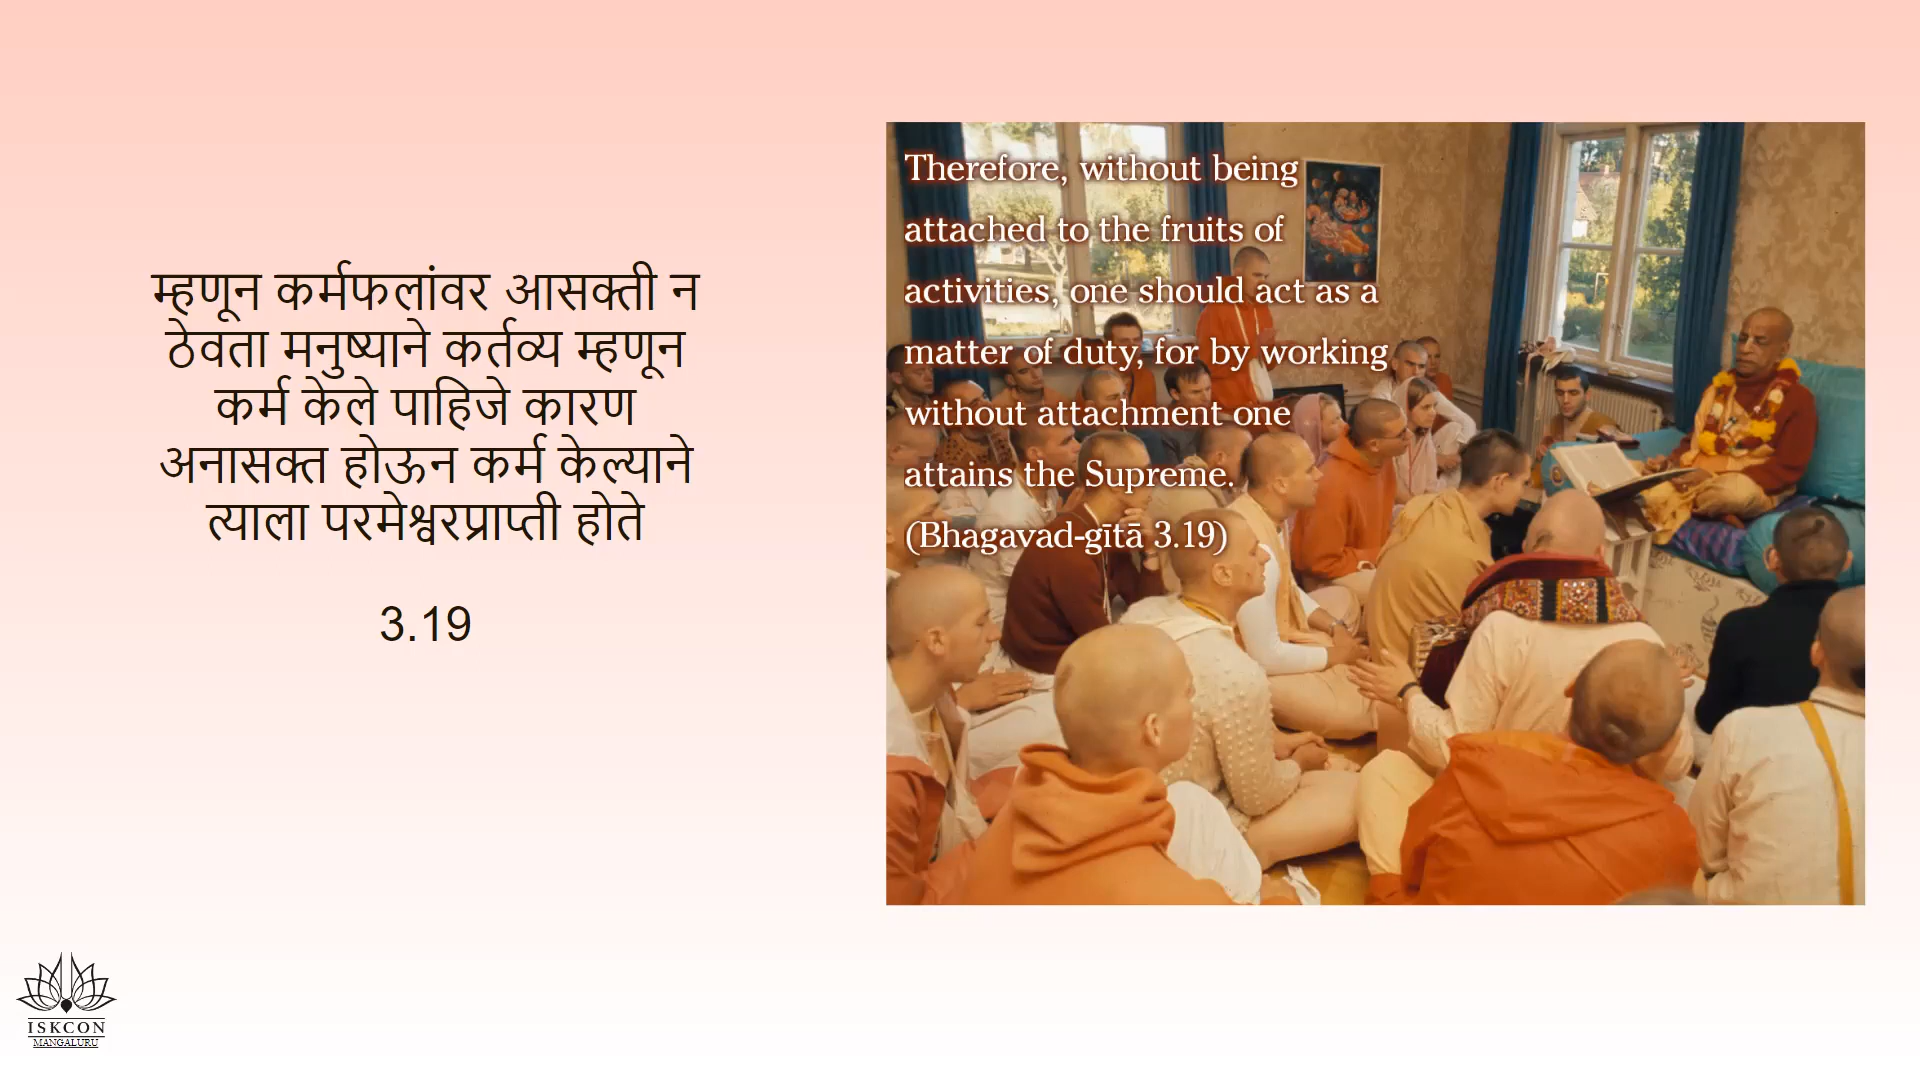 म्हणून कर्मफलांवर आसक्ती न
ठेवता मनुष्याने कर्तव्य म्हणून
कर्म केले पाहिजे कारण
अनासक्त होऊन कर्म केल्याने
त्याला परमेश्वरप्राप्ती होते
3.19
Therefore, without being
attached to the fruits of
activities, one should act as a
matter of duty, for by working
without attachment one
attains the Supreme.
(Bhagavad-gītā 3.19)
ISKCON
MANGALURU